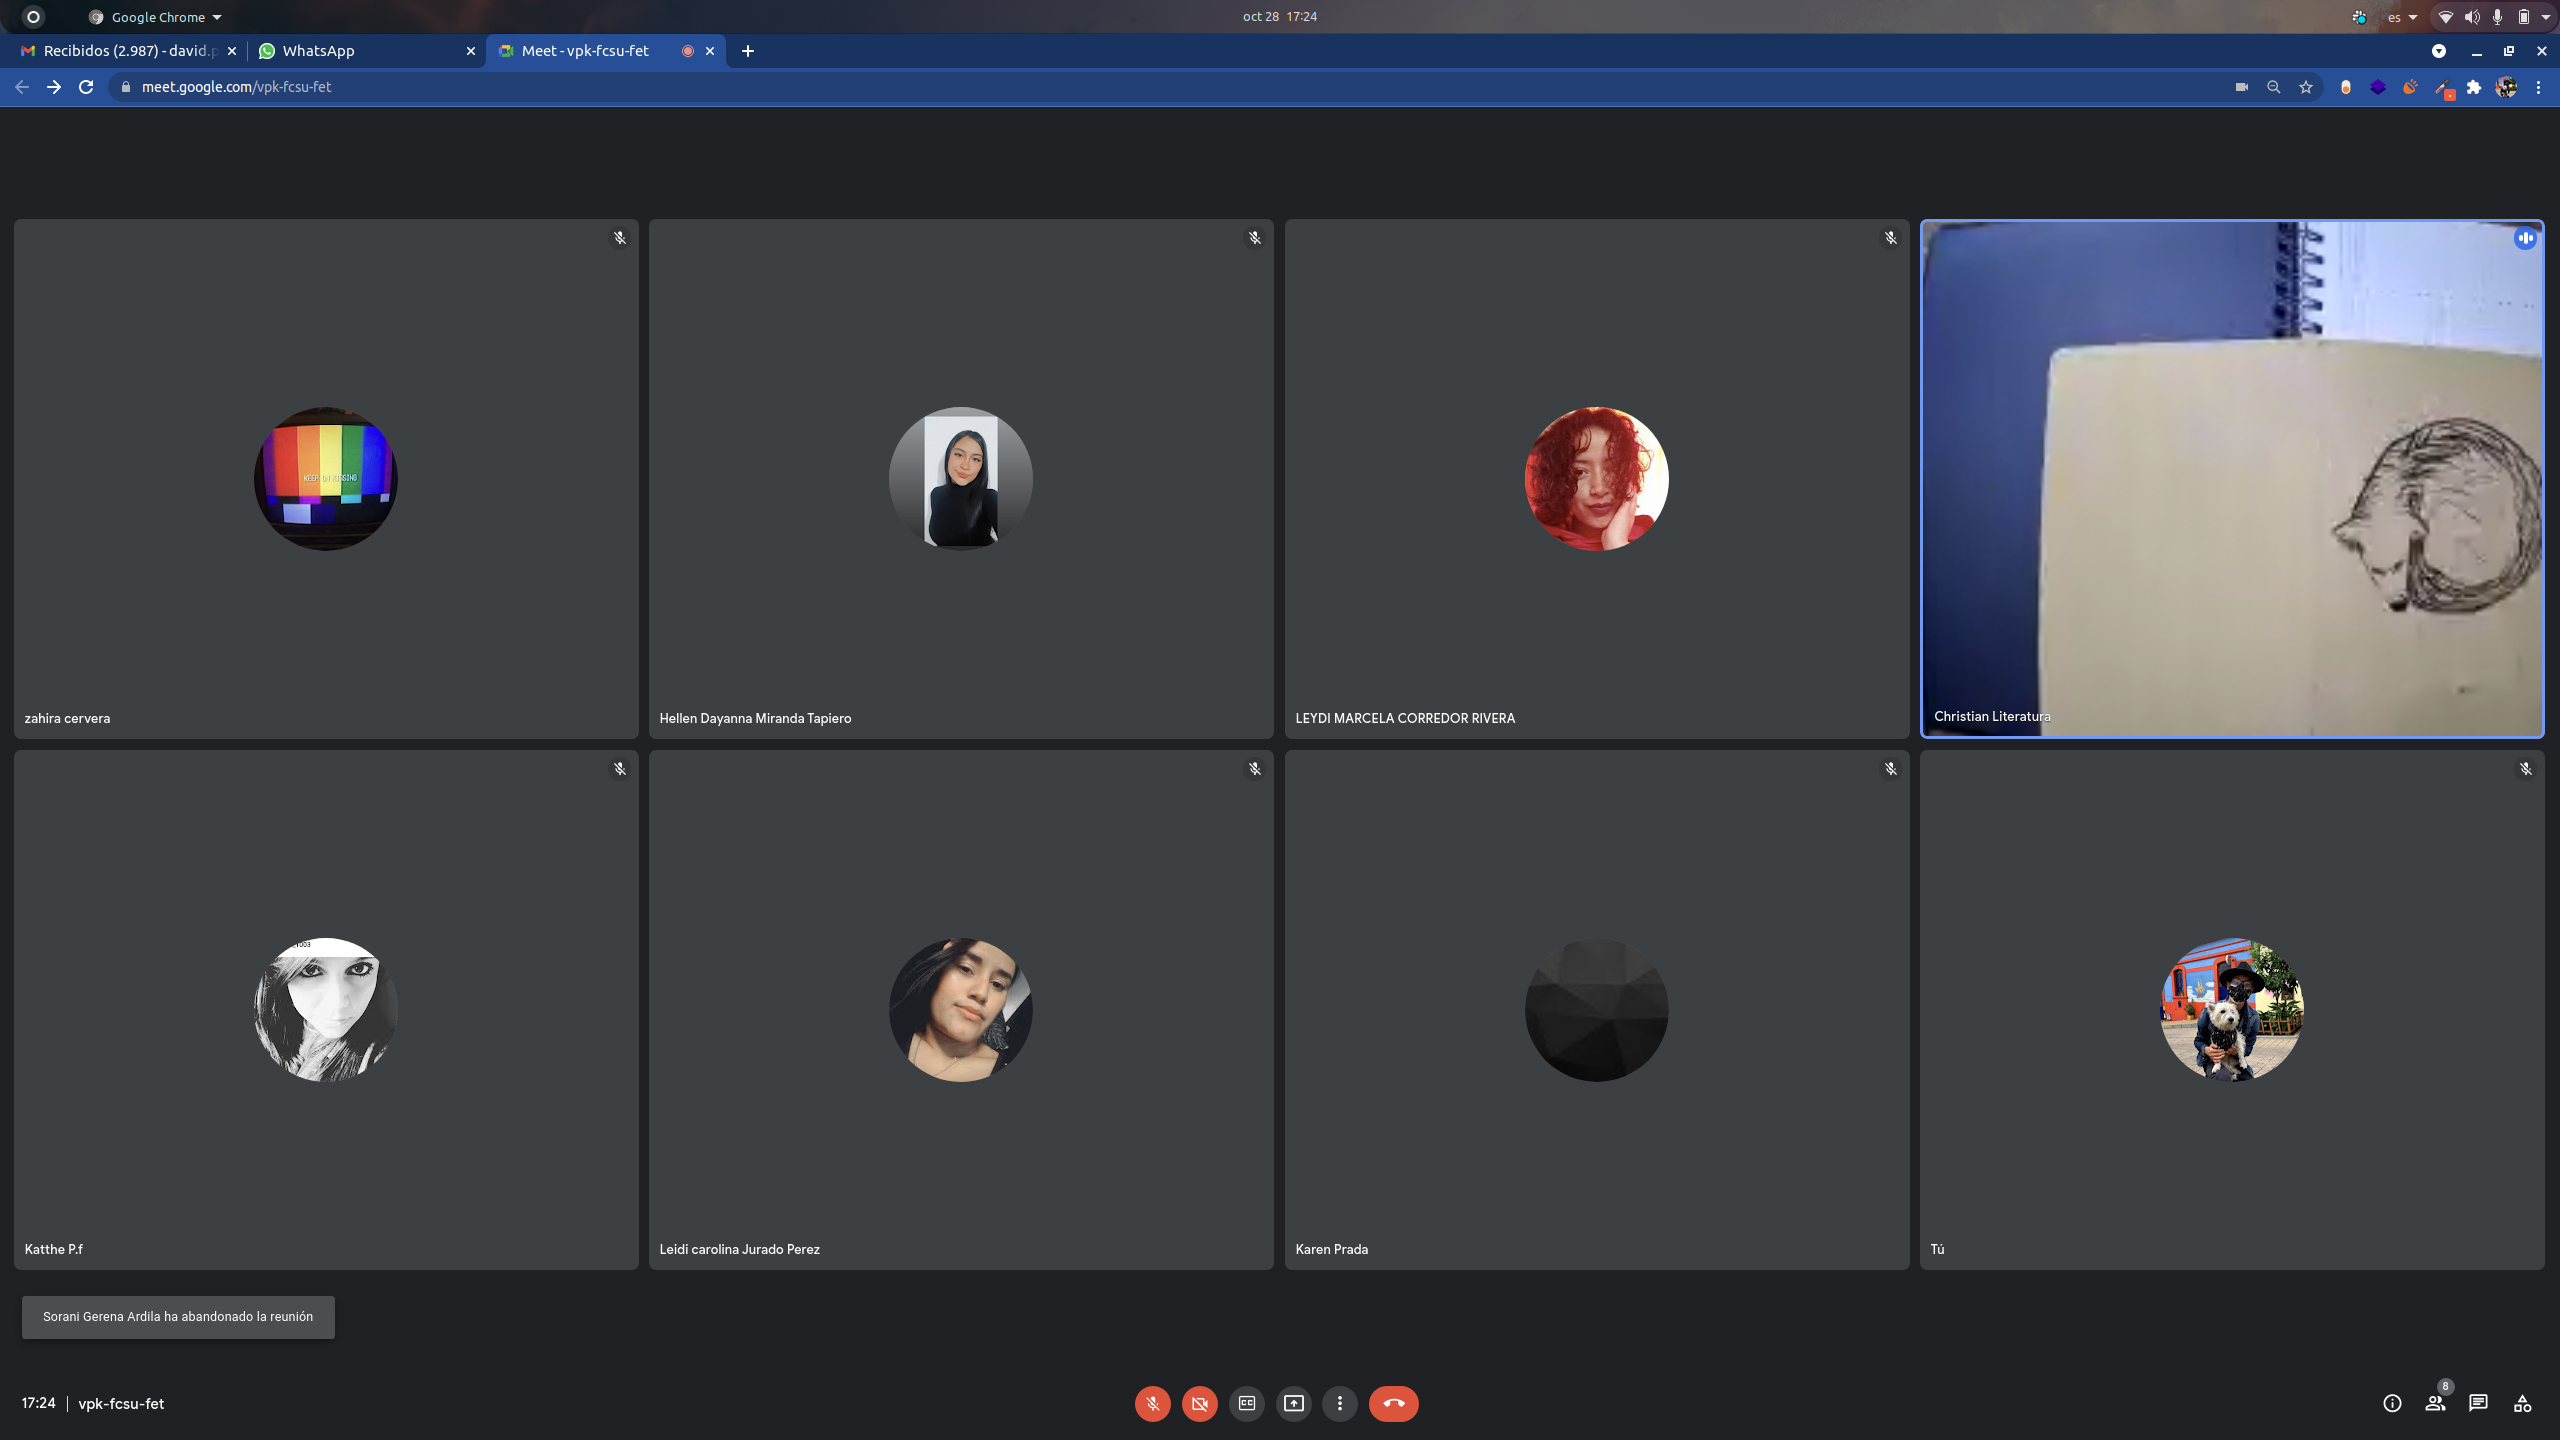 Google Chrome
oct 28 17:24
es
Recibidos (2.987) - david.p
WhatsApp
Meet - vpk-fcsu-fet
meet.google.com/vpk-fcsu-fet
zahira cervera
Hellen Dayanna Miranda Tapiero
LEYDI MARCELA CORREDOR RIVERA
Christian Literatura
Katthe P.f
Leidi carolina Jurado Perez
Karen Prada
Tú
Sorani Gerena Ardila ha abandonado la reunión
17:24 | vpk-fcsu-fet
CC
8